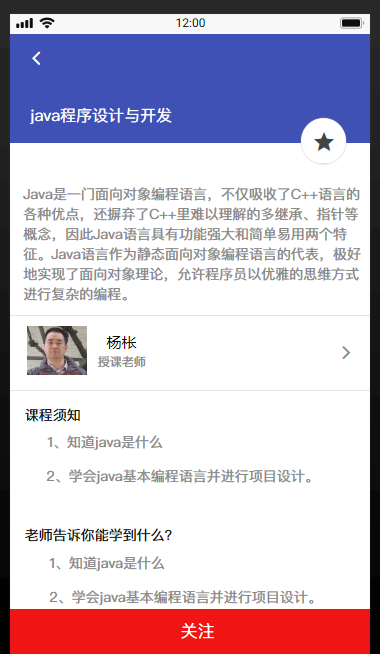 12:00
java程序设计与开发
Java是一门面向对象编程语言，不仅吸收了C++语言的
各种优点，还摒弃了C++里难以理解的多继承、指针等
概念，因此Java语言具有功能强大和简单易用两个特
征。Java语言作为静态面向对象编程语言的代表，极好
地实现了面向对象理论，允许程序员以优雅的思维方式
进行复杂的编程。
杨枨
授课老师
课程须知
1、知道java是什么
2、学会java基本编程语言并进行项目设计。
老师告诉你能学到什么?
1、知道java是什么
2、学会java基本编程语言并进行项目设计。
关注